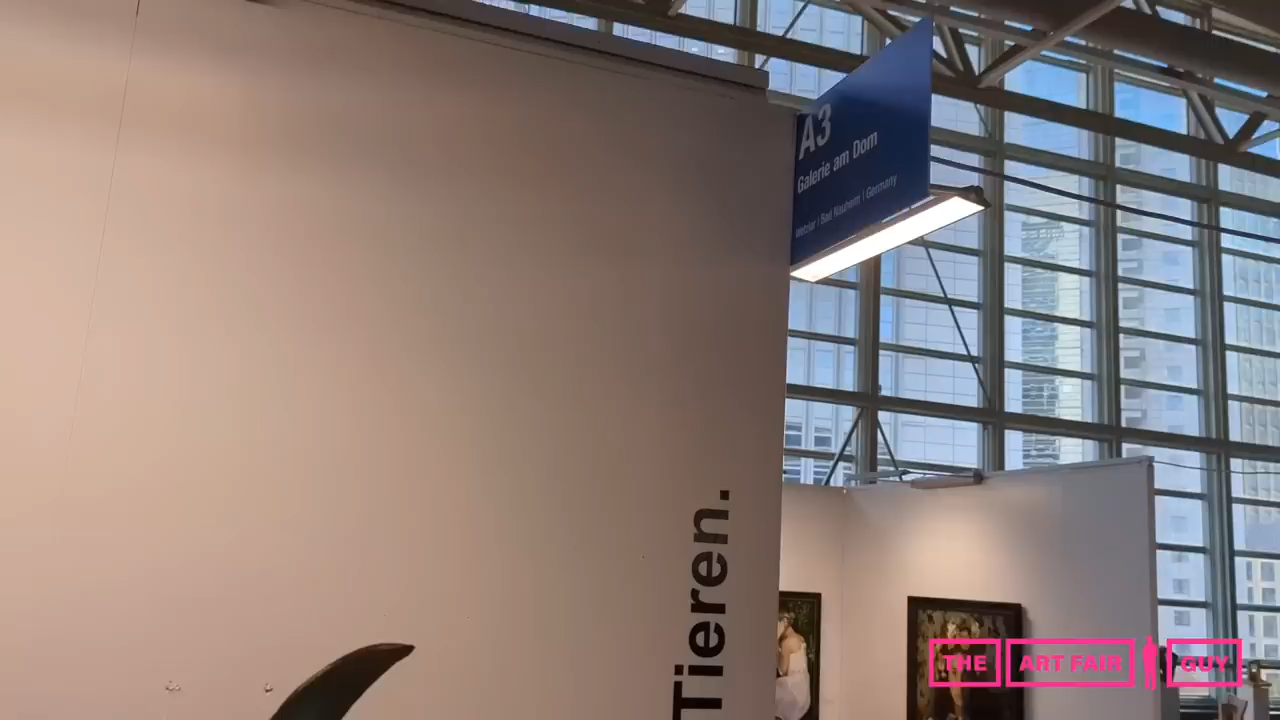 A3
Galerie am Dom
Wetzlar | Bad Nauheim | Germany
Tieren.
THE ART FAIR GUY